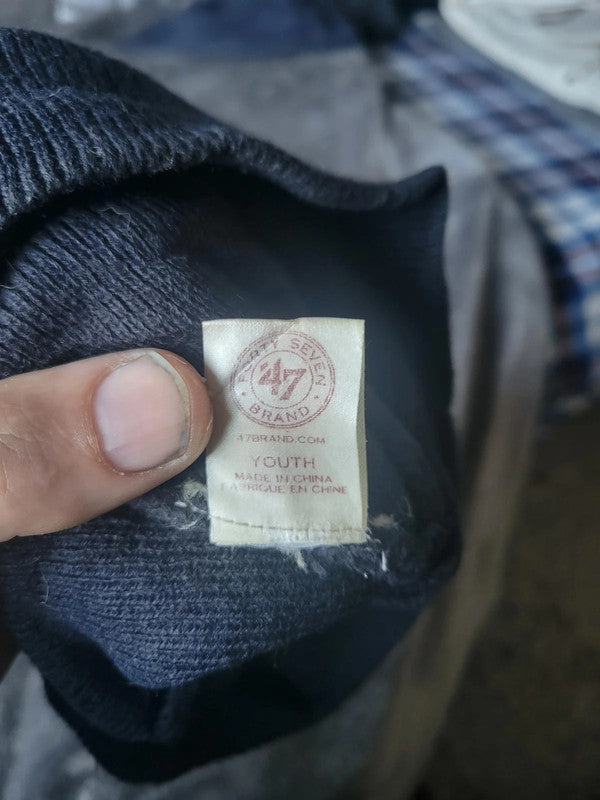 FORTY SEVEN
47
BRAND
47BRAND.COM
YOUTH
MADE IN CHINA
FABRIQUE EN CHINE